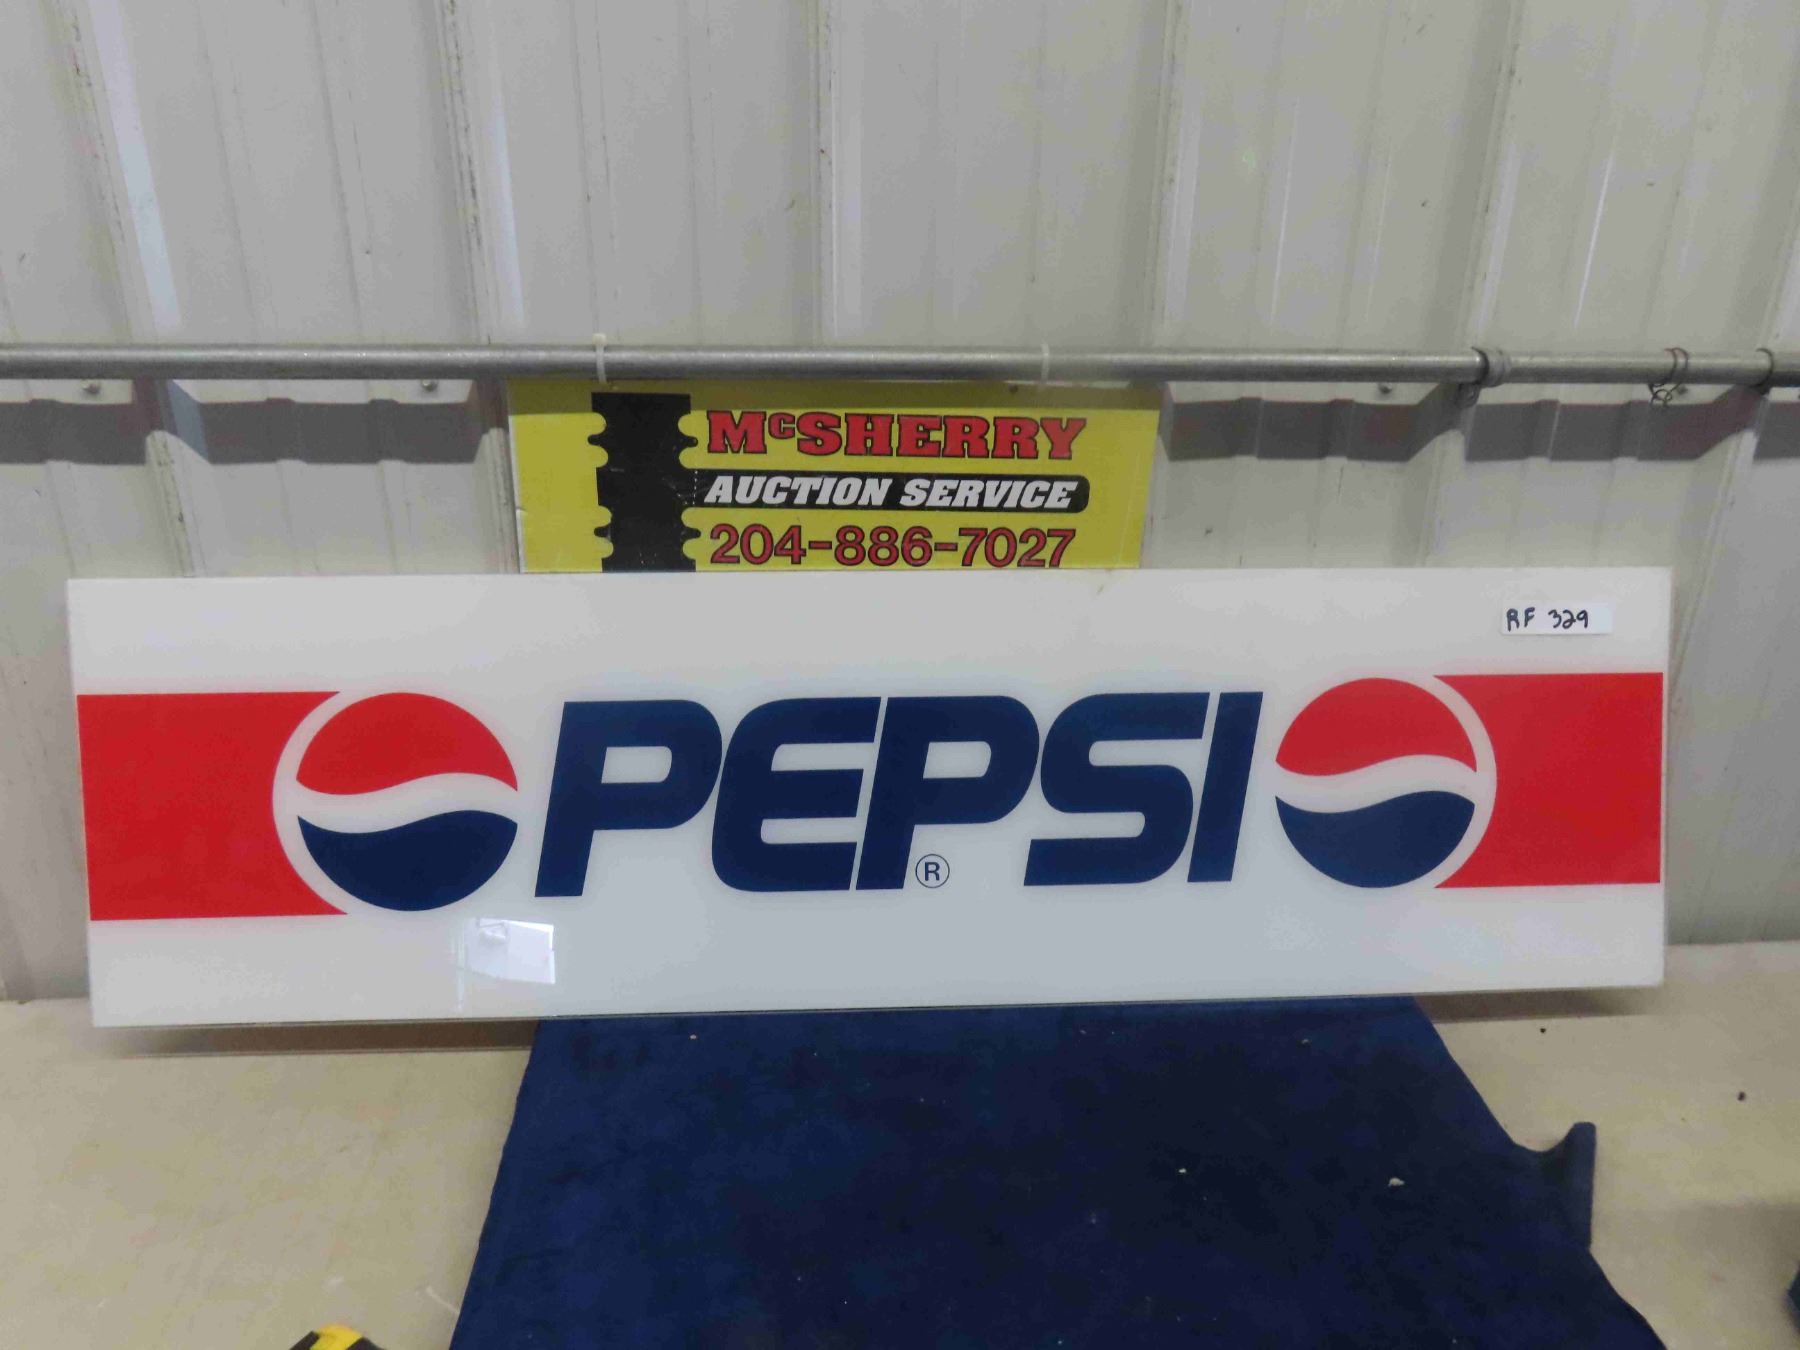 McSHERRY
AUCTION SERVICE
204-886-7027
RF 329
PEPSI®